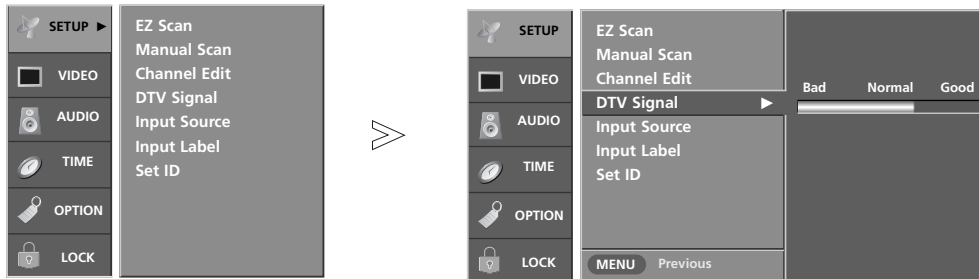 SETUP ►
VIDEO
AUDIO
TIME
OPTION
LOCK
EZ Scan
Manual Scan
Channel Edit
DTV Signal
Input Source
Input Label
Set ID
SETUP
VIDEO
AUDIO
TIME
OPTION
LOCK
EZ Scan
Manual Scan
Channel Edit
DTV Signal ►
Input Source
Input Label
Set ID
MENU Previous
Bad Normal Good